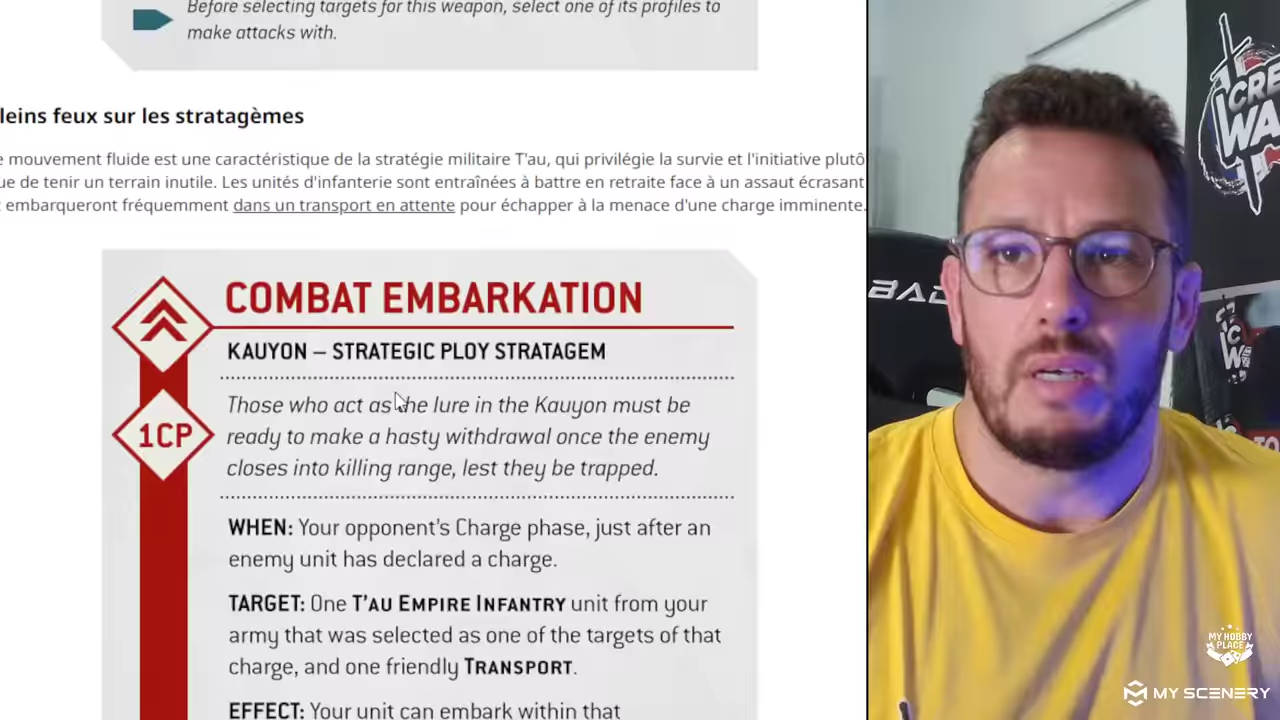 Before selecting targets for this weapon, select one of its profiles to
make attacks with.
leins feux sur les stratagèmes
e mouvement fluide est une caractéristique de la stratégie militaire T'au, qui privilégie la survie et l'initiative plutô
ue de tenir un terrain inutile. Les unités d'infanterie sont entraînées à battre en retraite face à un assaut écrasant
t embarqueront fréquemment dans un transport en attente pour échapper à la menace d'une charge imminente.
COMBAT EMBARKATION
KAUYON – STRATEGIC PLOY STRATAGEM
1CP
Those who act as the lure in the Kauyon must be
ready to make a hasty withdrawal once the enemy
closes into killing range, lest they be trapped.
WHEN: Your opponent's Charge phase, just after an
enemy unit has declared a charge.
TARGET: One T'AU EMPIRE INFANTRY unit from your
army that was selected as one of the targets of that
charge, and one friendly TRANSPORT.
EFFECT: Your unit can embark within that
CRE
WA
BAD
MY HOBBY
PLACE
MY SCENERY